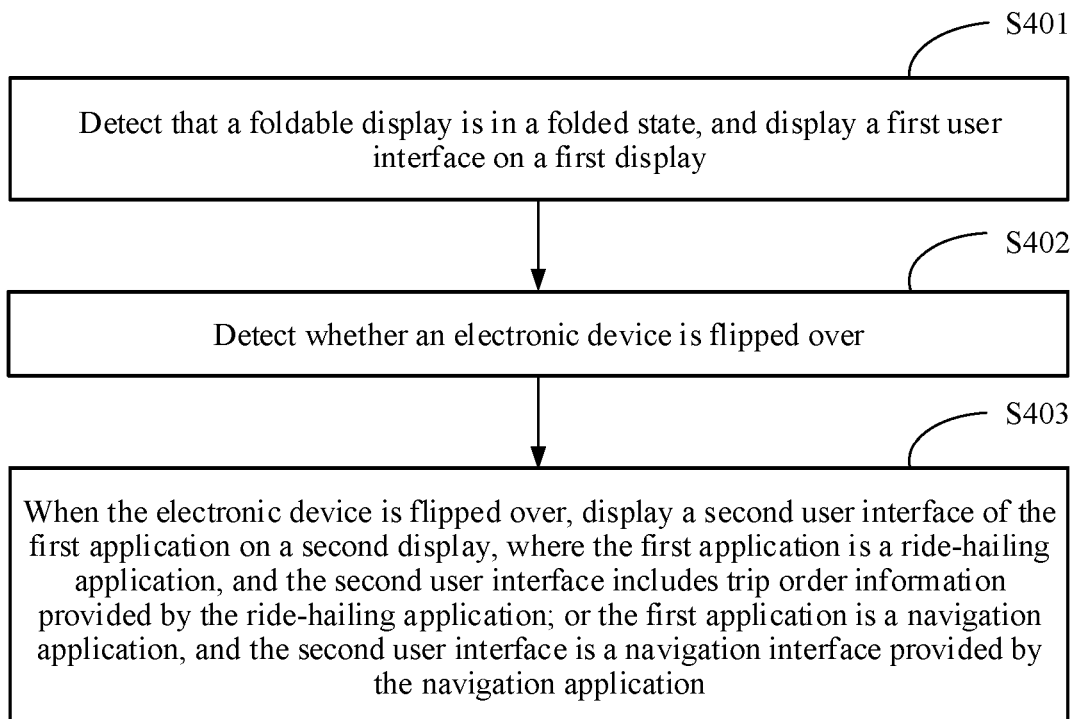 S401
Detect that a foldable display is in a folded state, and display a first user
interface on a first display
S402
Detect whether an electronic device is flipped over
S403
When the electronic device is flipped over, display a second user interface of the
first application on a second display, where the first application is a ride-hailing
application, and the second user interface includes trip order information
provided by the ride-hailing application; or the first application is a navigation
application, and the second user interface is a navigation interface provided by
the navigation application